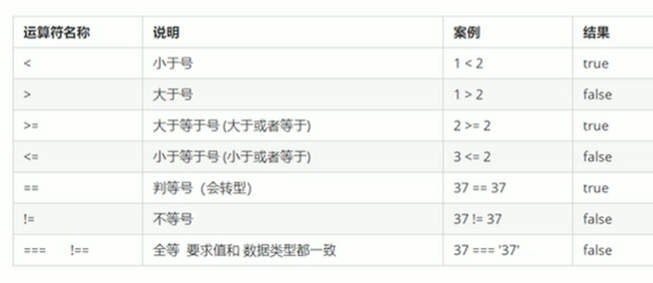 运算符名称 说明 案例 结果
< 小于号 1 < 2 true
> 大于号 1 > 2 false
>= 大于等于号 (大于或者等于) 2 >= 2 true
<= 小于等于号 (小于或者等于) 3 <= 2 false
== 判等号（会转型） 37 == 37 true
!= 不等号 37 != 37 false
=== !== 全等 要求值和 数据类型都一致 37 === '37' false